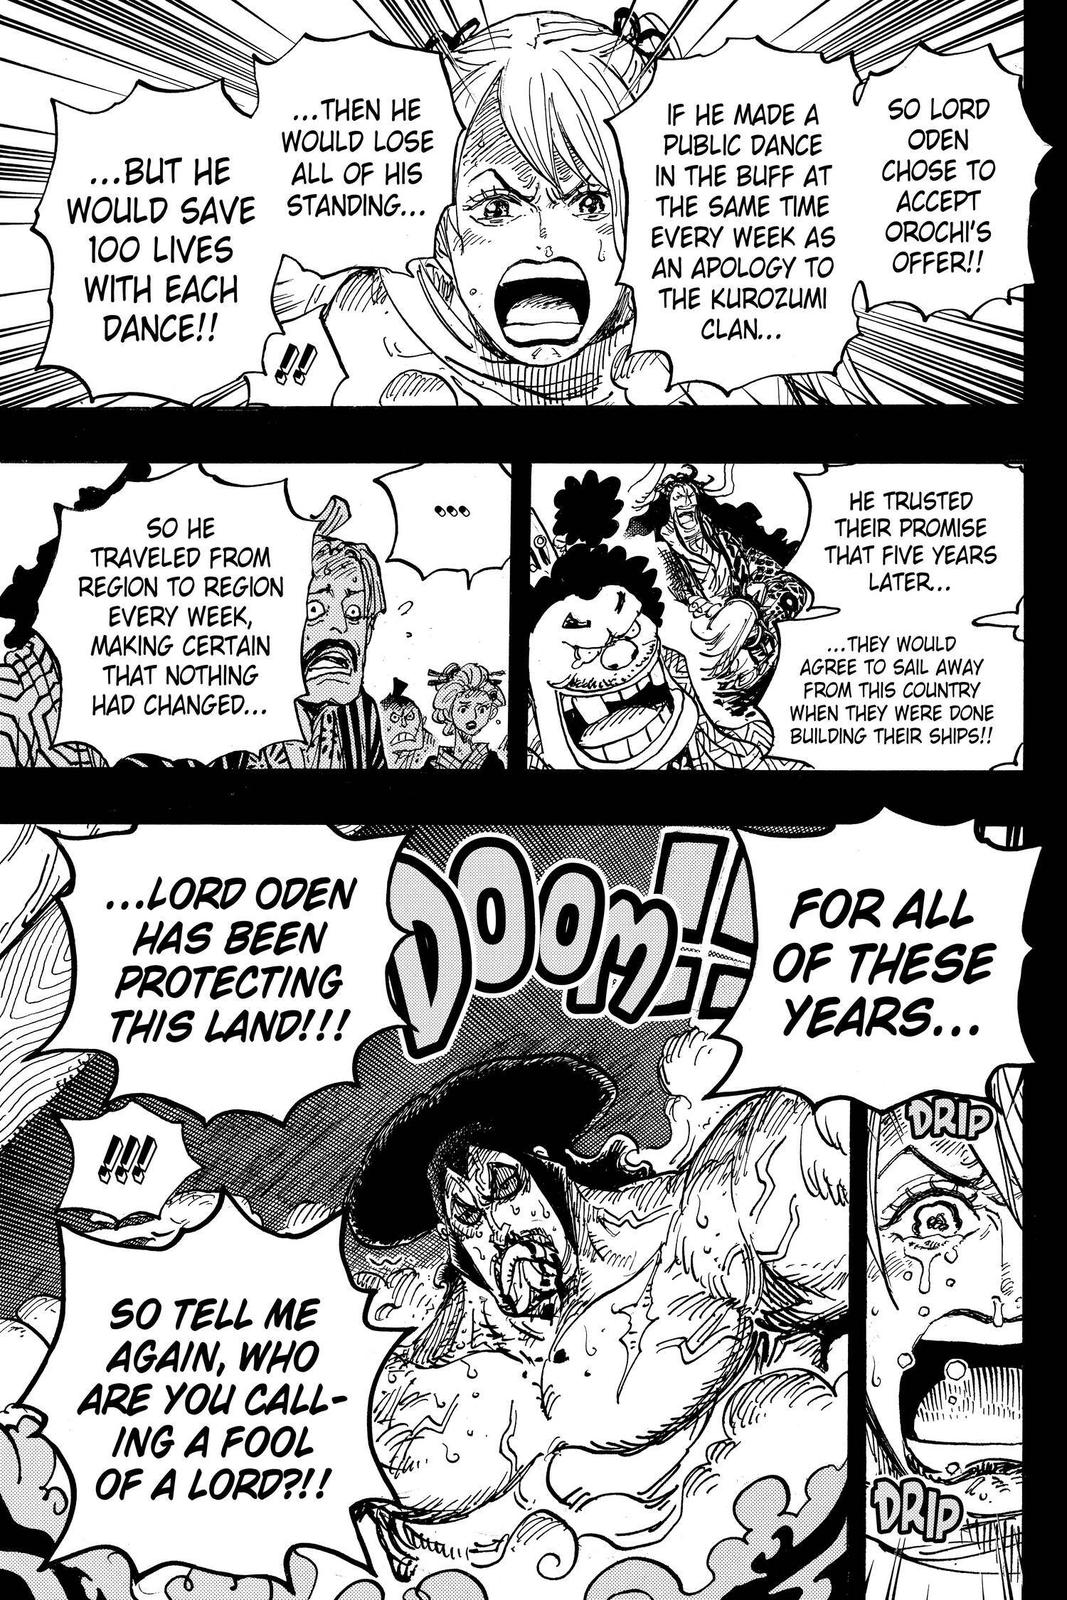 SO LORD
ODEN
CHOSE TO
ACCEPT
OROCHI'S
OFFER!!
IF HE MADE A
PUBLIC DANCE
IN THE BUFF AT
THE SAME TIME
EVERY WEEK AS
AN APOLOGY TO
THE KUROZUMI
CLAN...
...THEN HE
WOULD LOSE
ALL OF HIS
STANDING...
...BUT HE
WOULD SAVE
100 LIVES
WITH EACH
DANCE!!
!!
HE TRUSTED
THEIR PROMISE
THAT FIVE YEARS
LATER...
...THEY WOULD
AGREE TO SAIL AWAY
FROM THIS COUNTRY
WHEN THEY WERE DONE
BUILDING THEIR SHIPS!!
...
SO HE
TRAVELED FROM
REGION TO REGION
EVERY WEEK,
MAKING CERTAIN
THAT NOTHING
HAD CHANGED...
FOR ALL
OF THESE
YEARS...
DOOM!!
...LORD ODEN
HAS BEEN
PROTECTING
THIS LAND!!!
DRIP
!!!
SO TELL ME
AGAIN, WHO
ARE YOU CALL-
ING A FOOL
OF A LORD?!!
DRIP